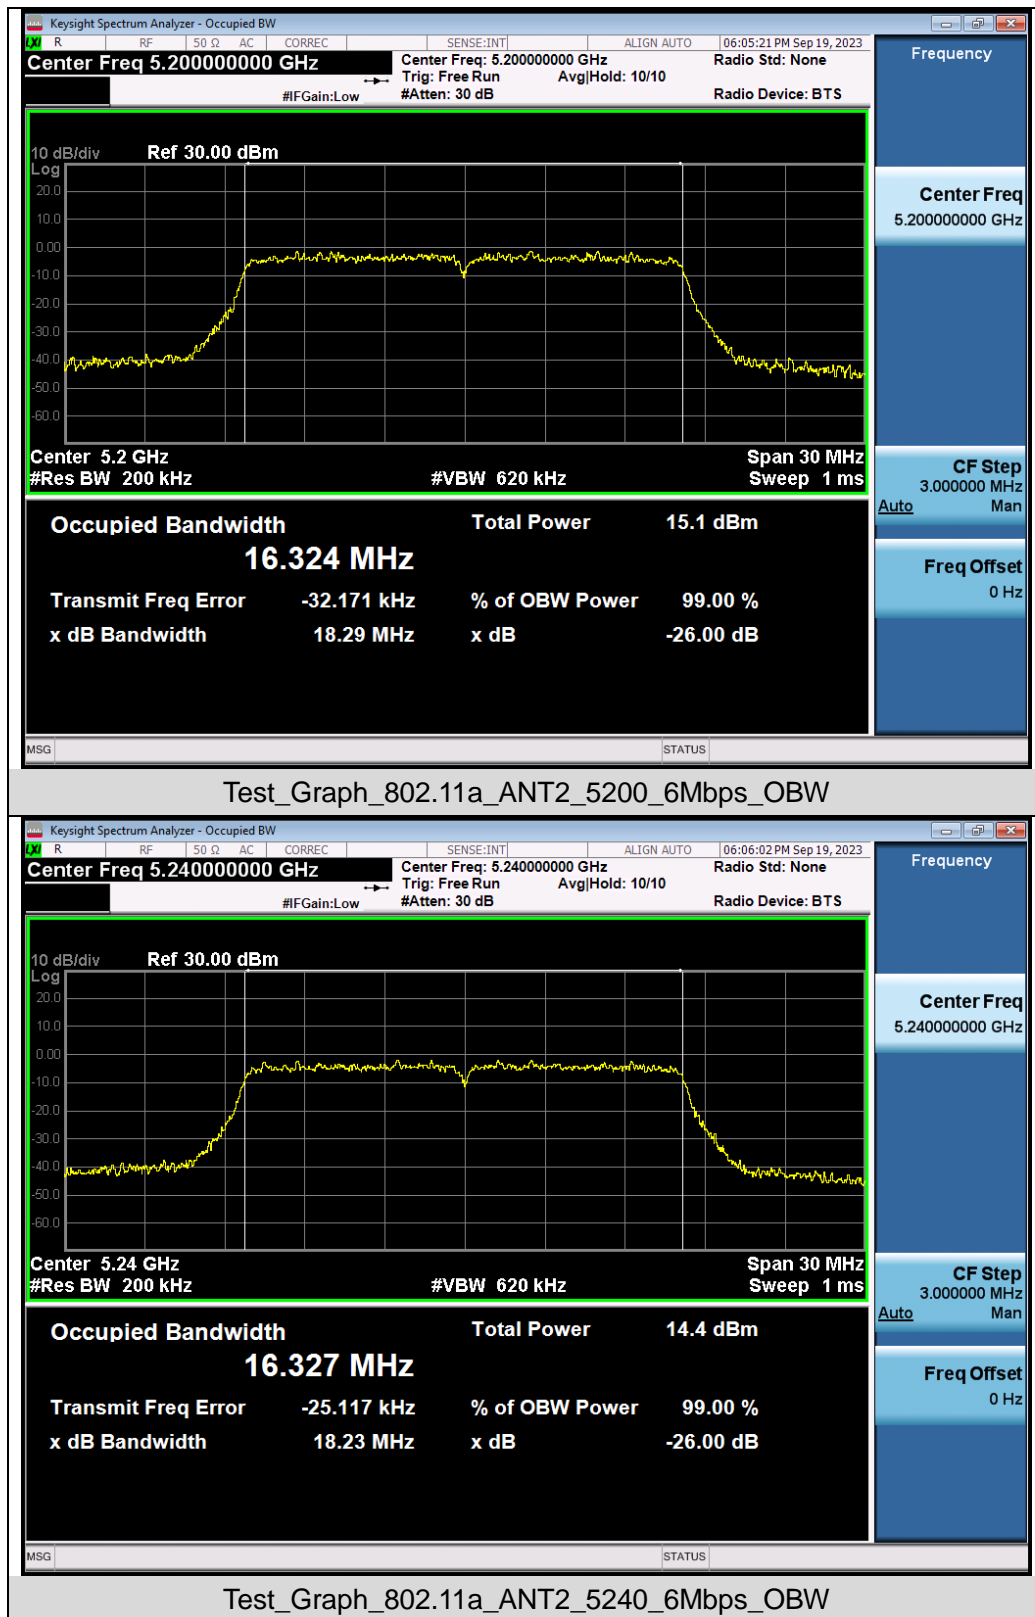 Keysight Spectrum Analyzer - Occupied BW
LXI R RF 50 Ω AC CORREC SENSE:INT ALIGN AUTO 06:05:21 PM Sep 19, 2023
Center Freq 5.200000000 GHz
Center Freq: 5.200000000 GHz
Radio Std: None
Trig: Free Run Avg|Hold: 10/10
#IFGain:Low
#Atten: 30 dB
Radio Device: BTS
Frequency
10 dB/div Ref 30.00 dBm
Log
20.0
10.0
0.00
-10.0
-20.0
-30.0
-40.0
-50.0
-60.0
Center Freq
5.200000000 GHz
Center 5.2 GHz Span 30 MHz
#Res BW 200 kHz #VBW 620 kHz Sweep 1 ms
CF Step
3.000000 MHz
Auto Man
Freq Offset
0 Hz
Occupied Bandwidth Total Power 15.1 dBm
16.324 MHz
Transmit Freq Error -32.171 kHz % of OBW Power 99.00 %
x dB Bandwidth 18.29 MHz x dB -26.00 dB
MSG STATUS
Test_Graph_802.11a_ANT2_5200_6Mbps_OBW
Keysight Spectrum Analyzer - Occupied BW
LXI R RF 50 Ω AC CORREC SENSE:INT ALIGN AUTO 06:06:02 PM Sep 19, 2023
Center Freq 5.240000000 GHz
Center Freq: 5.240000000 GHz
Radio Std: None
Trig: Free Run Avg|Hold: 10/10
#IFGain:Low
#Atten: 30 dB
Radio Device: BTS
Frequency
10 dB/div Ref 30.00 dBm
Log
20.0
10.0
0.00
-10.0
-20.0
-30.0
-40.0
-50.0
-60.0
Center Freq
5.240000000 GHz
Center 5.24 GHz Span 30 MHz
#Res BW 200 kHz #VBW 620 kHz Sweep 1 ms
CF Step
3.000000 MHz
Auto Man
Freq Offset
0 Hz
Occupied Bandwidth Total Power 14.4 dBm
16.327 MHz
Transmit Freq Error -25.117 kHz % of OBW Power 99.00 %
x dB Bandwidth 18.23 MHz x dB -26.00 dB
MSG STATUS
Test_Graph_802.11a_ANT2_5240_6Mbps_OBW